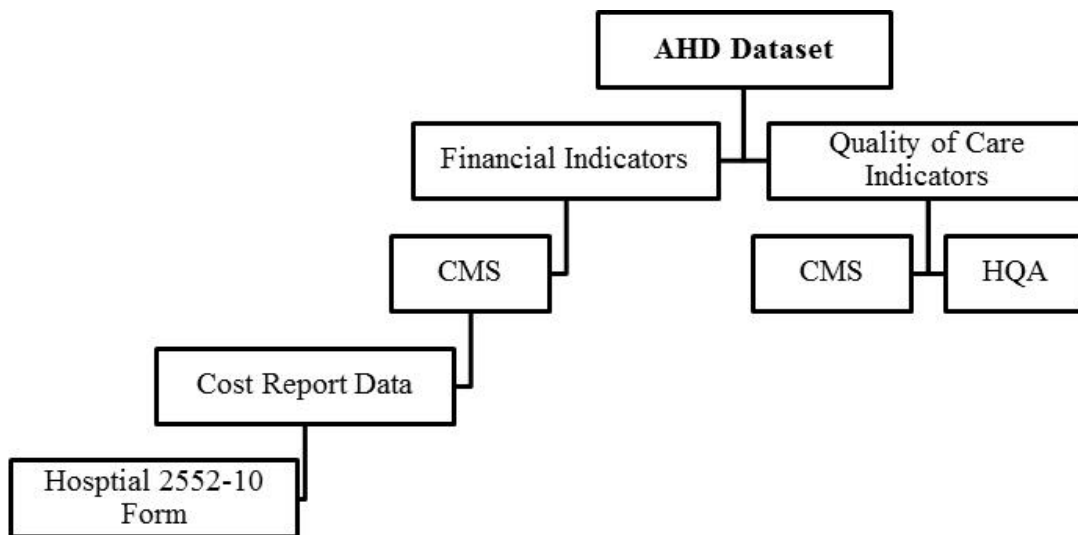 AHD Dataset
Financial Indicators
Quality of Care
Indicators
CMS
CMS
HQA
Cost Report Data
Hosptial 2552-10
Form